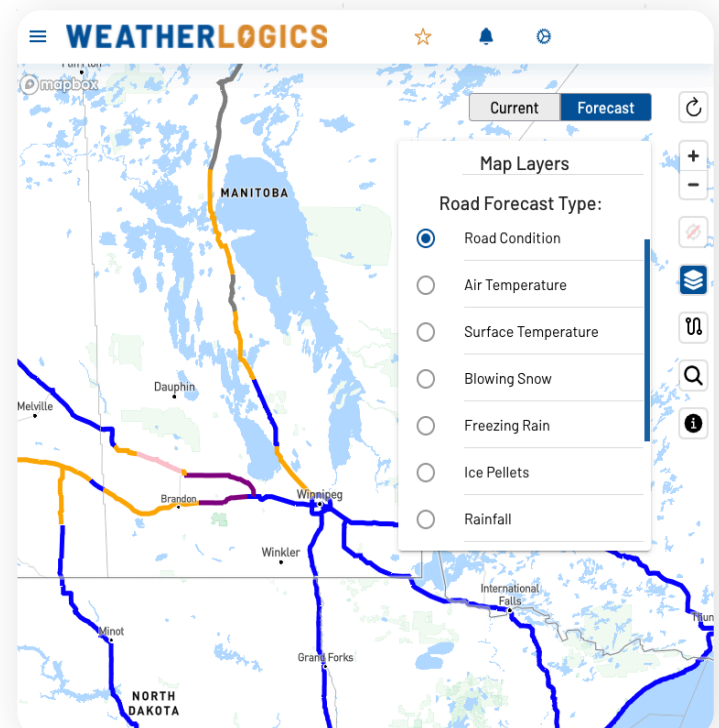 WEATHERLOGICS
mapbox
Current
Forecast
Map Layers
Road Forecast Type:
Road Condition
Air Temperature
Surface Temperature
Blowing Snow
Freezing Rain
Ice Pellets
Rainfall
MANITOBA
Dauphin
Melville
Brandon
Winnipeg
Winkler
International
Falls
Minot
Grand Forks
NORTH
DAKOTA